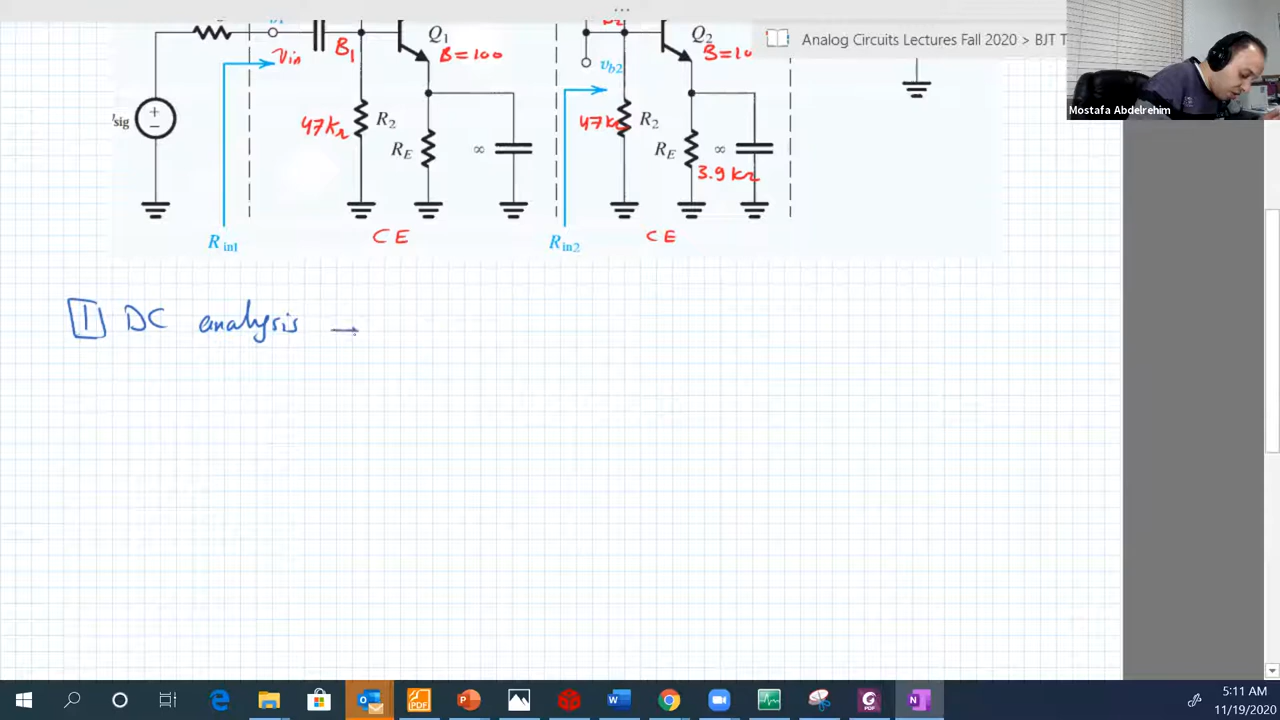 Analog Circuits Lectures Fall 2020 > BJT T
Mostafa Abdelrehim
Q1
Vin
B1
β=100
Q2
vb2
β=10
sig
+
−
47kΩ
R2
RE
∞
47kΩ
R2
RE
∞
3.9 kΩ
Rin1
CE
Rin2
CE
1 DC analysis →
5:11 AM
11/19/2020